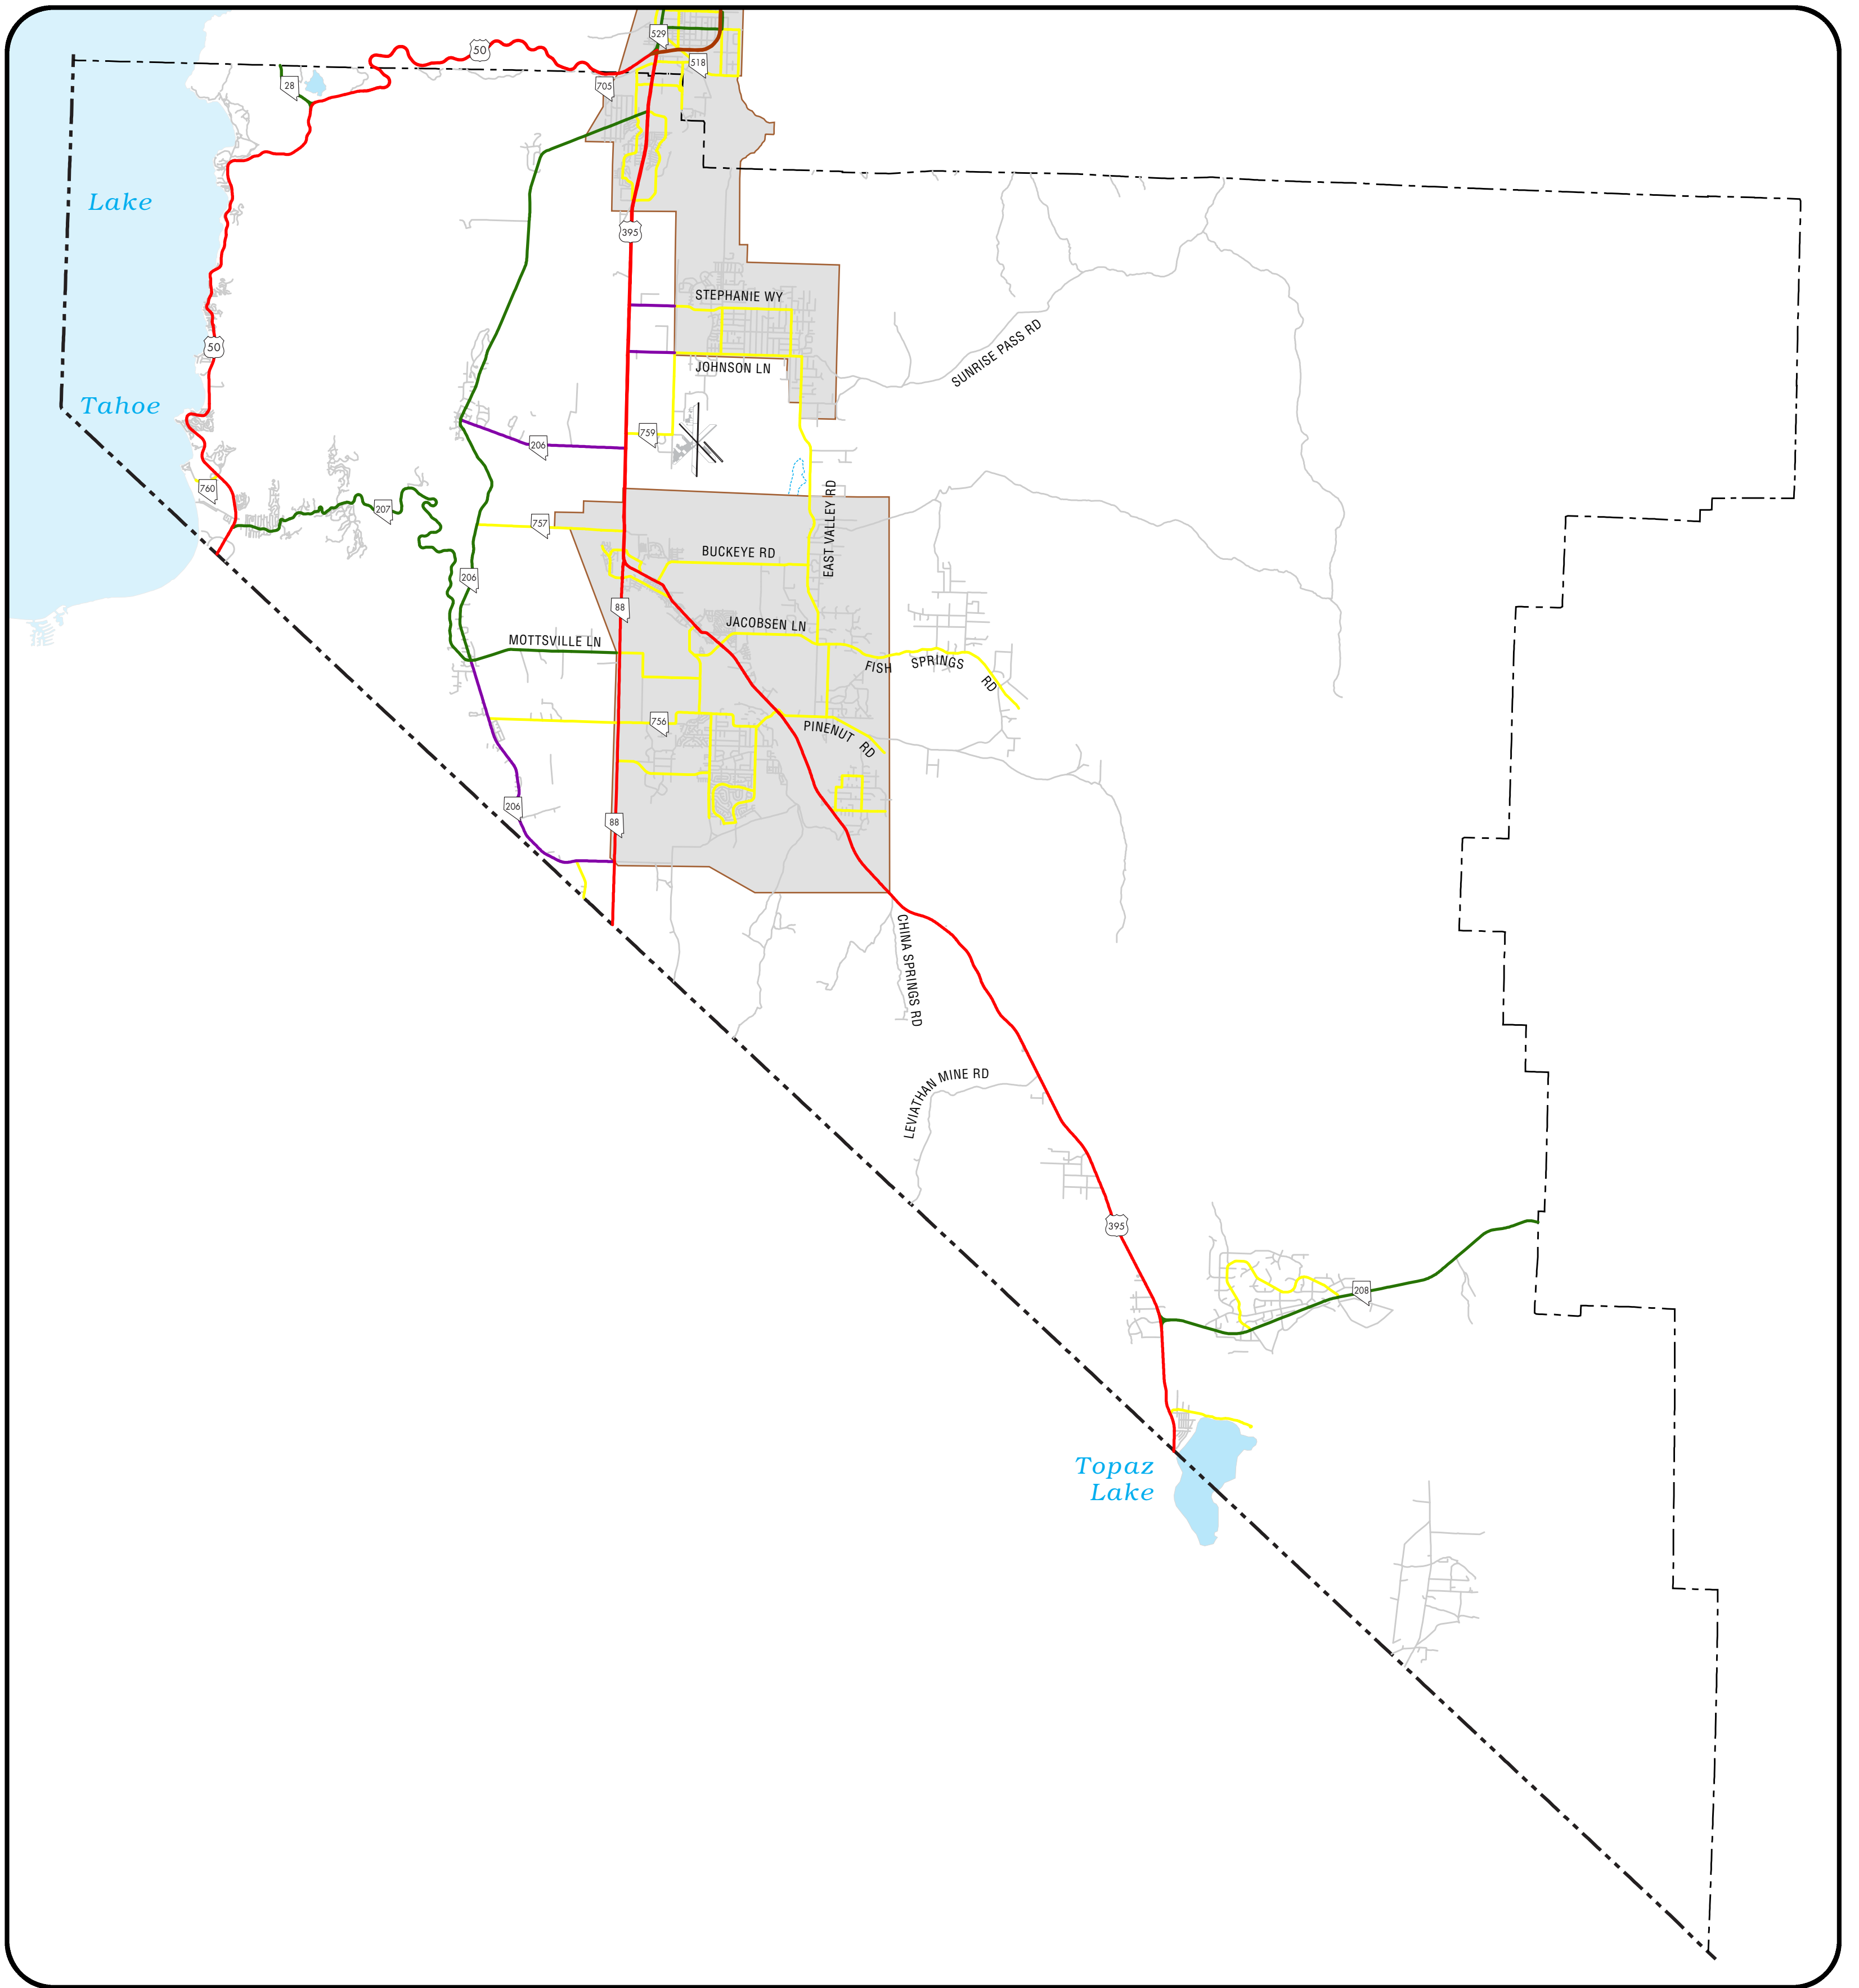 529
50
518
28
705
Lake
395
STEPHANIE WY
SUNRISE PASS RD
50
JOHNSON LN
Tahoe
759
206
760
207
757
EAST VALLEY RD
BUCKEYE RD
206
88
JACOBSEN LN
MOTTSVILLE LN
FISH SPRINGS RD
756
PINENUT RD
206
88
CHINA SPRINGS RD
LEVIATHAN MINE RD
395
208
Topaz
Lake